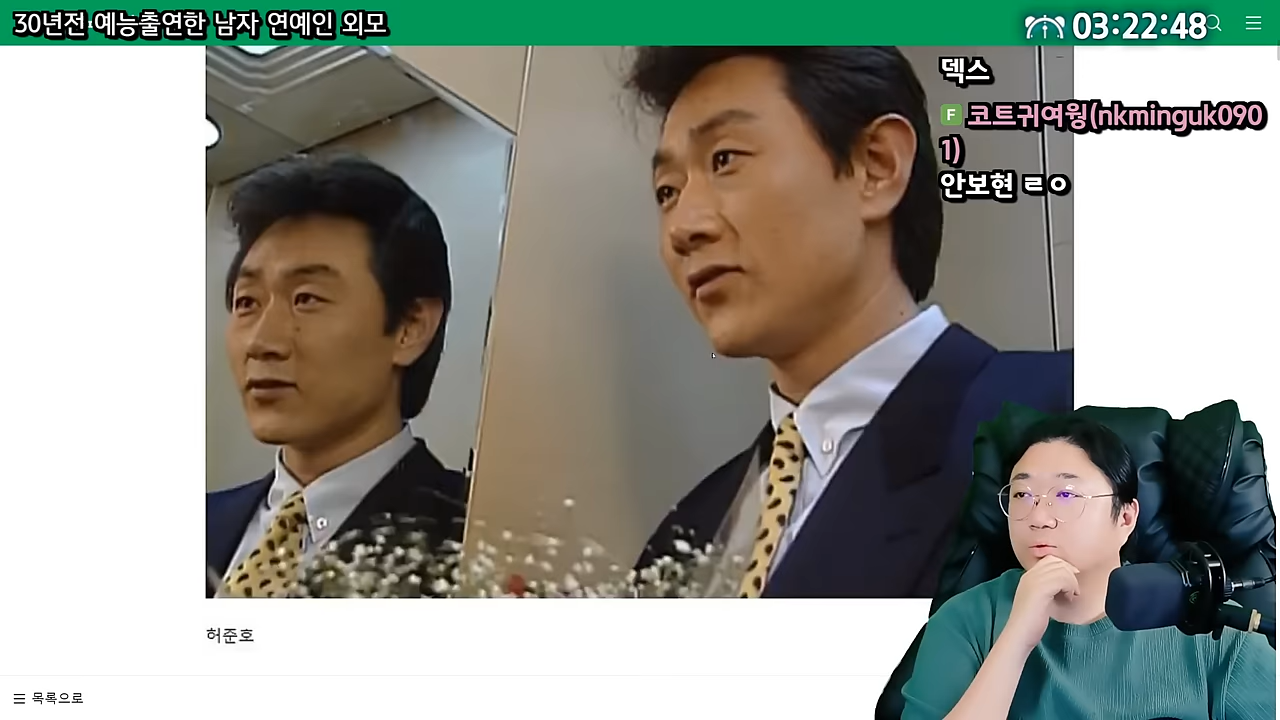 30년전 예능출연한 남자 연예인 외모
03:22:48
덱스
F 코트귀여웡(nkminguk090
1)
안보현 ㄹㅇ
허준호
목록으로